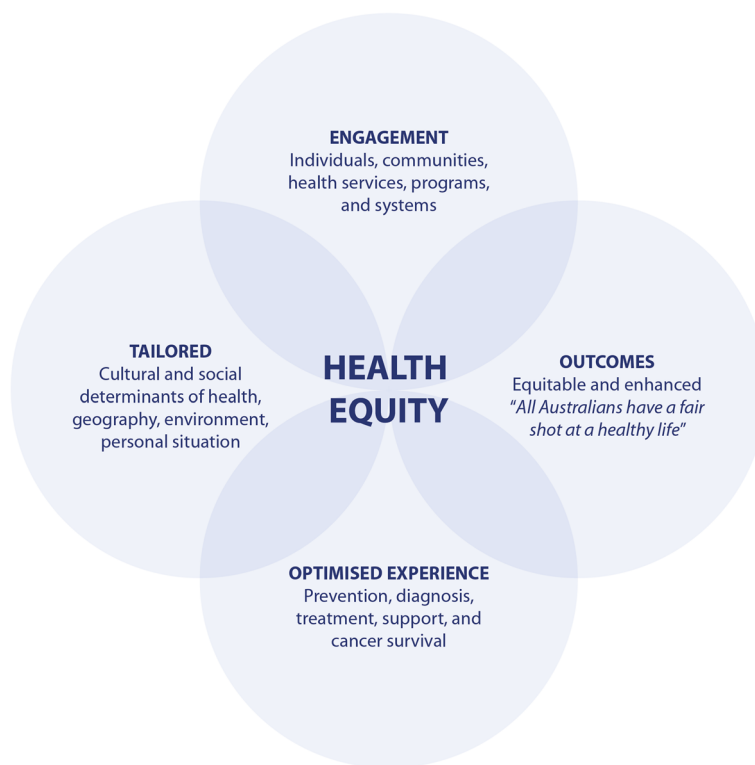 ENGAGEMENT
Individuals, communities,
health services, programs,
and systems
TAILORED
Cultural and social
determinants of health,
geography, environment,
personal situation
HEALTH
EQUITY
OUTCOMES
Equitable and enhanced
“All Australians have a fair
shot at a healthy life”
OPTIMISED EXPERIENCE
Prevention, diagnosis,
treatment, support, and
cancer survival